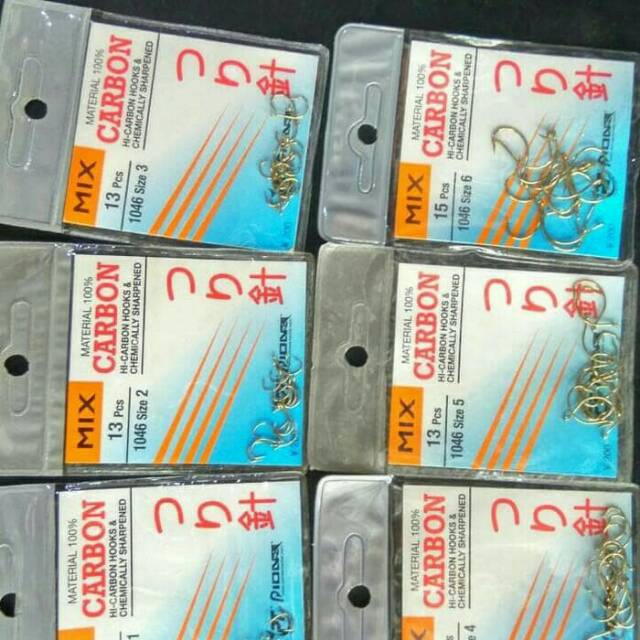 MATERIAL 100%
CARBON
HI-CARBON HOOKS &
CHEMICALLY SHARPENED
つり針
MIX
13 Pcs
1046 Size 3
MATERIAL 100%
CARBON
HI-CARBON HOOKS &
CHEMICALLY SHARPENED
つり針
MIX
15 Pcs
1046 Size 6
MATERIAL 100%
CARBON
HI-CARBON HOOKS &
CHEMICALLY SHARPENED
つり針
MIX
13 Pcs
1046 Size 2
MATERIAL 100%
CARBON
HI-CARBON HOOKS &
CHEMICALLY SHARPENED
つり針
MIX
13 Pcs
1046 Size 5
MATERIAL 100%
CARBON
HI-CARBON HOOKS &
CHEMICALLY SHARPENED
つり針
1
MATERIAL 100%
CARBON
HI-CARBON HOOKS &
CHEMICALLY SHARPENED
つり針
4